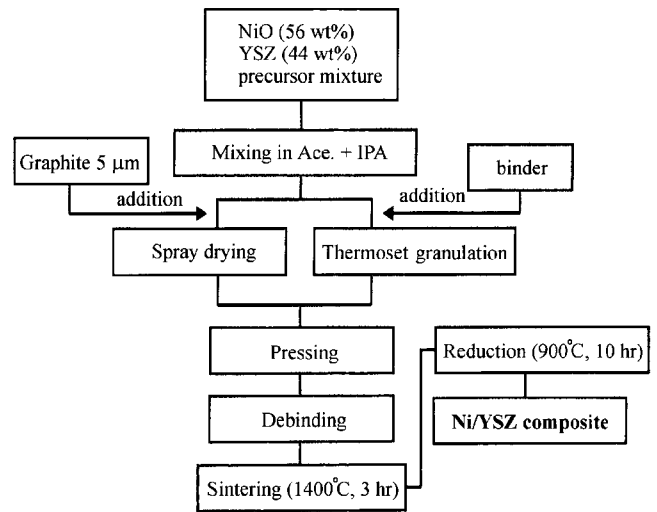 NiO (56 wt%)
YSZ (44 wt%)
precursor mixture
Mixing in Ace. + IPA
Graphite 5 μm
binder
addition
addition
Spray drying
Thermoset granulation
Pressing
Reduction (900°C, 10 hr)
Debinding
Ni/YSZ composite
Sintering (1400°C, 3 hr)